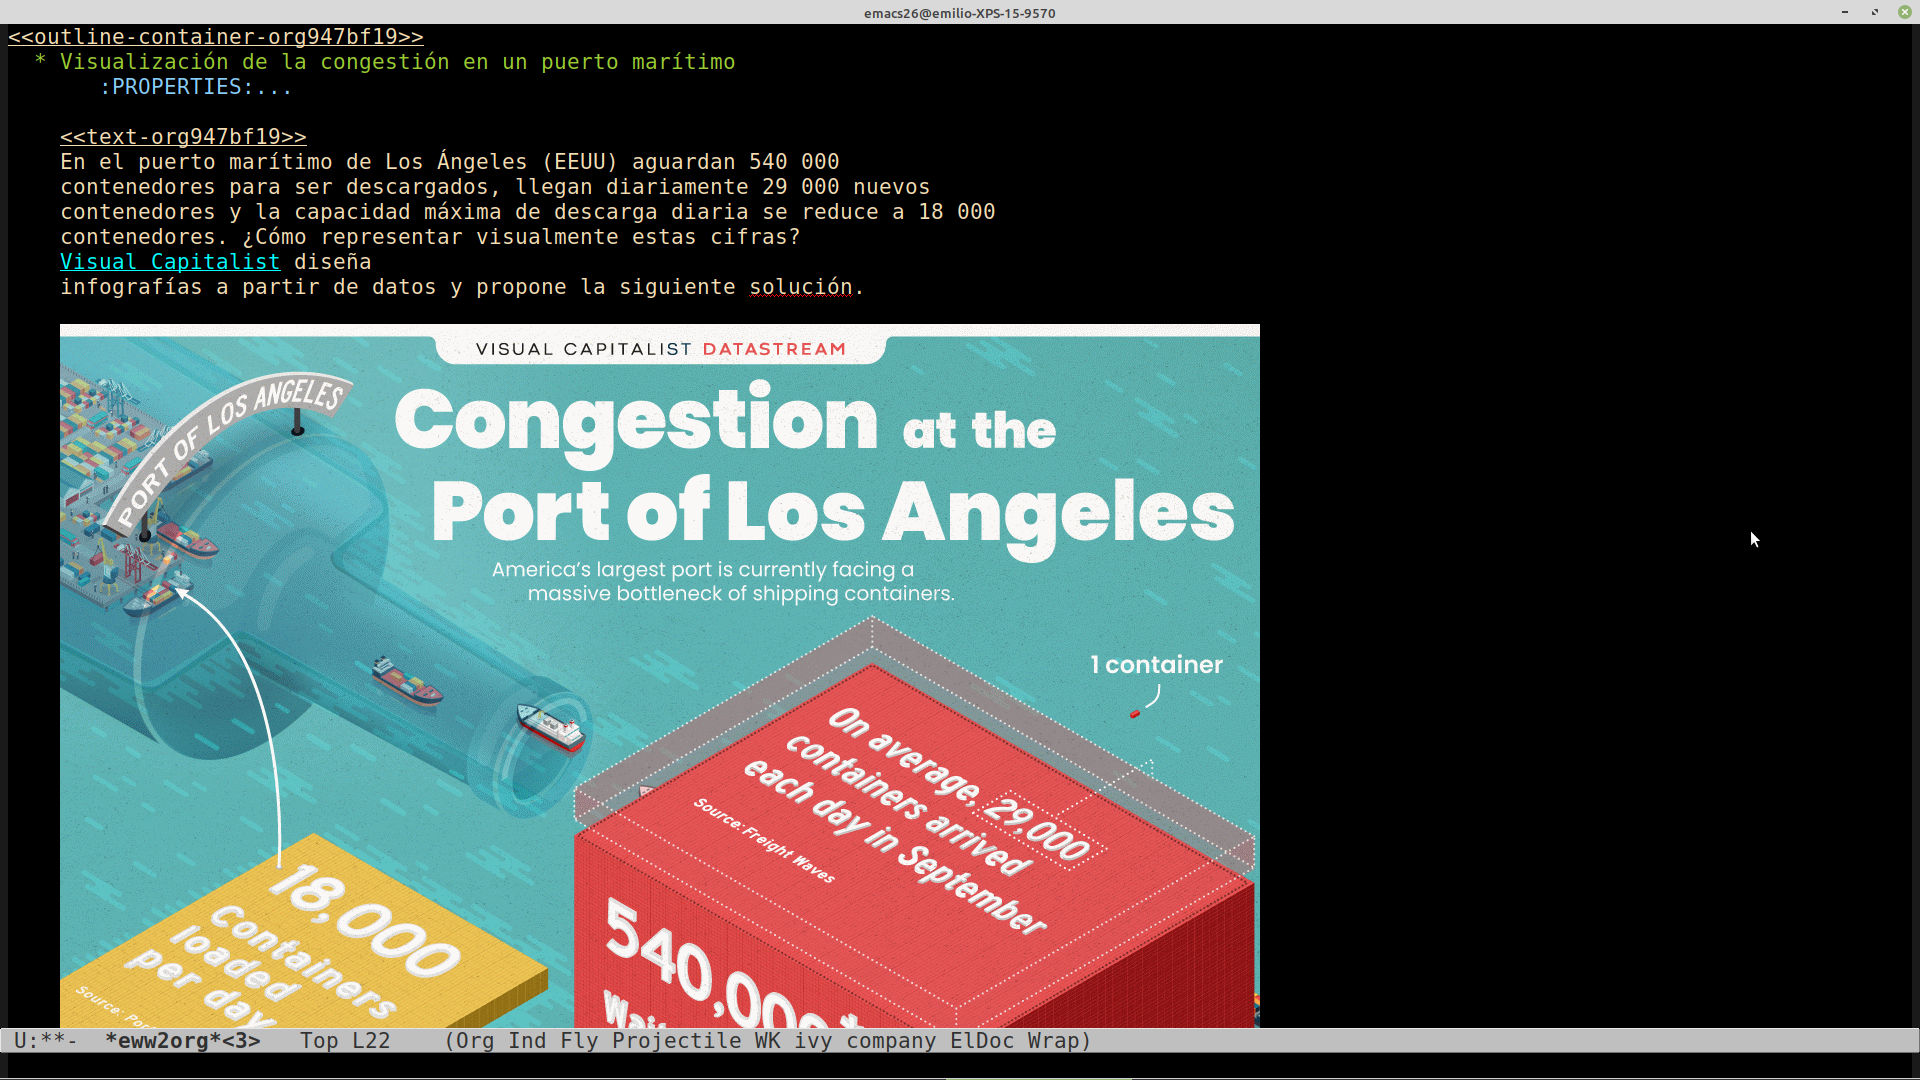 emacs26@emilio-XPS-15-9570
<<outline-container-org947bf19>>
* Visualización de la congestión en un puerto marítimo
:PROPERTIES:...
<<text-org947bf19>>
En el puerto marítimo de Los Ángeles (EEUU) aguardan 540 000
contenedores para ser descargados, llegan diariamente 29 000 nuevos
contenedores y la capacidad máxima de descarga diaria se reduce a 18 000
contenedores. ¿Cómo representar visualmente estas cifras?
Visual Capitalist diseña
infografías a partir de datos y propone la siguiente solución.
VISUAL CAPITALIST DATASTREAM
PORT OF LOS ANGELES
Congestion at the
Port of Los Angeles
America's largest port is currently facing a
massive bottleneck of shipping containers.
1 container
On average, 29,000
containers arrived
each day in September
Source: Freight Waves
18,000
containers
loaded
per day
Source:
540,000*
U:**-  *eww2org*<3>   Top L22    (Org Ind Fly Projectile WK ivy company ElDoc Wrap)